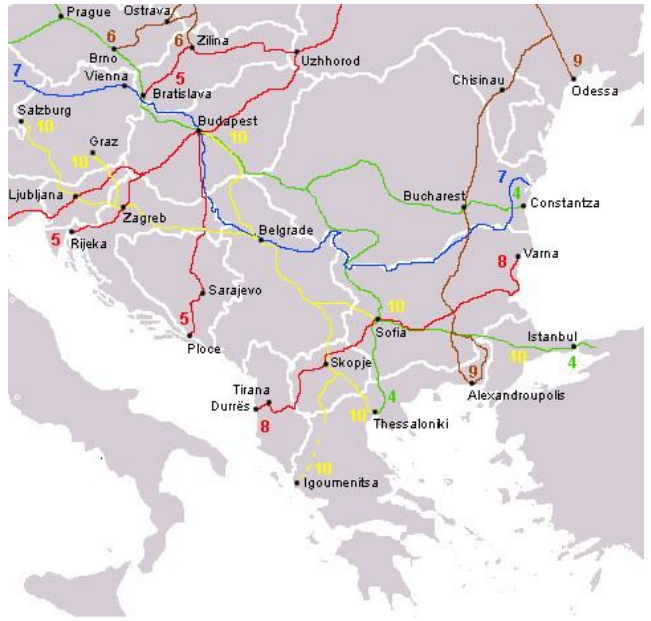 Prague
Ostrava
6
6
Zilina
Brno
Uzhhorod
9
7
Vienna
5
Bratislava
Chisinau
Odessa
Salzburg
10
Budapest
10
Graz
10
7
Ljubljana
Zagreb
Bucharest
4
Constantza
5
Rijeka
Belgrade
Varna
8
Sarajevo
10
5
Sofia
Istanbul
Ploce
10
4
Skopje
9
Tirana
4
Alexandroupolis
Durrës
8
10
Thessaloniki
10
Igoumenitsa